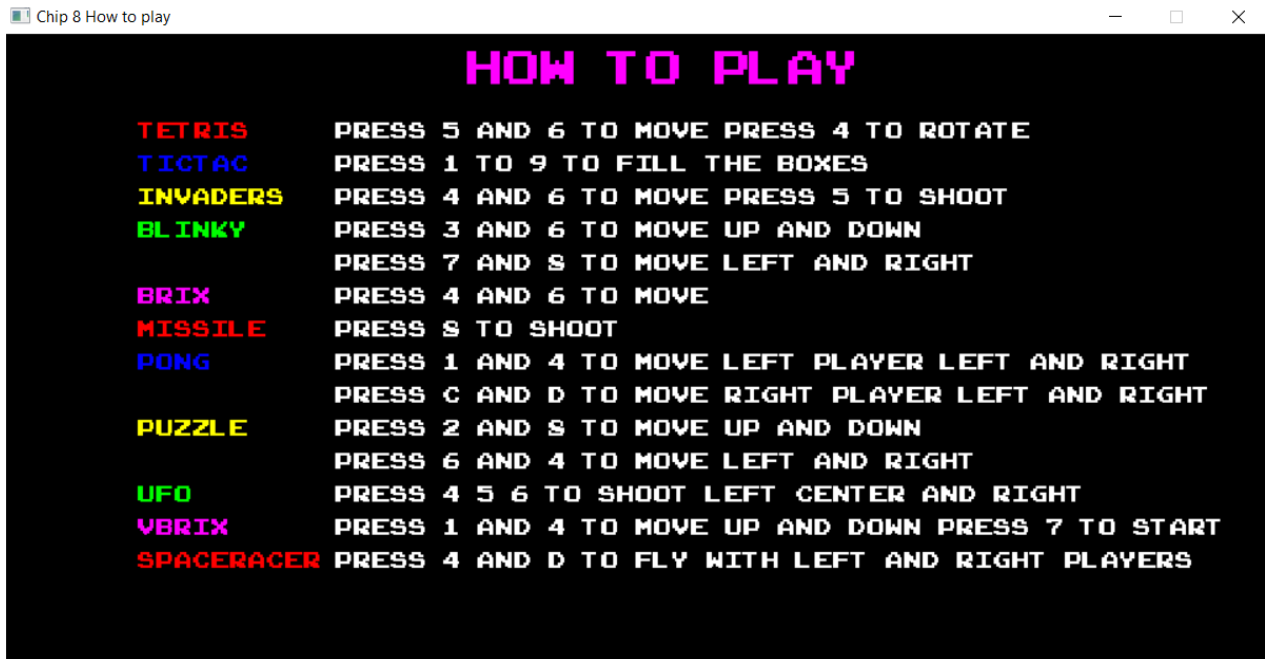 Chip 8 How to play
HOW TO PLAY
TETRIS PRESS 5 AND 6 TO MOVE PRESS 4 TO ROTATE
TICTAC PRESS 1 TO 9 TO FILL THE BOXES
INVADERS PRESS 4 AND 6 TO MOVE PRESS 5 TO SHOOT
BLINKY PRESS 3 AND 6 TO MOVE UP AND DOWN
PRESS 7 AND 8 TO MOVE LEFT AND RIGHT
BRIX PRESS 4 AND 6 TO MOVE
MISSILE PRESS 8 TO SHOOT
PONG PRESS 1 AND 4 TO MOVE LEFT PLAYER LEFT AND RIGHT
PRESS C AND D TO MOVE RIGHT PLAYER LEFT AND RIGHT
PUZZLE PRESS 2 AND 8 TO MOVE UP AND DOWN
PRESS 6 AND 4 TO MOVE LEFT AND RIGHT
UFO PRESS 4 5 6 TO SHOOT LEFT CENTER AND RIGHT
VBRIX PRESS 1 AND 4 TO MOVE UP AND DOWN PRESS 7 TO START
SPACERACER PRESS 4 AND D TO FLY WITH LEFT AND RIGHT PLAYERS